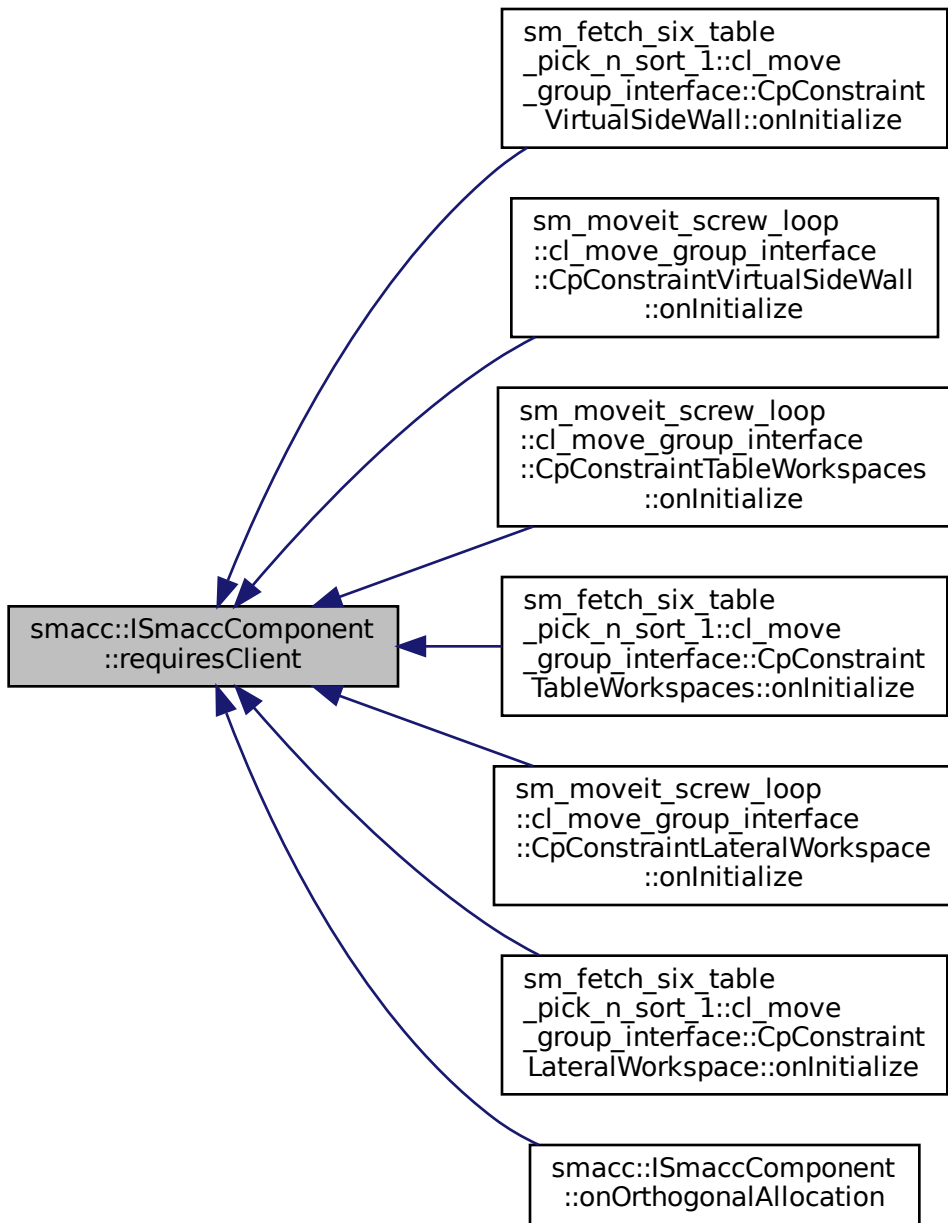 sm_fetch_six_table
_pick_n_sort_1::cl_move
_group_interface::CpConstraint
VirtualSideWall::onInitialize
sm_moveit_screw_loop
::cl_move_group_interface
::CpConstraintVirtualSideWall
::onInitialize
sm_moveit_screw_loop
::cl_move_group_interface
::CpConstraintTableWorkspaces
::onInitialize
smacc::ISmaccComponent
::requiresClient
sm_fetch_six_table
_pick_n_sort_1::cl_move
_group_interface::CpConstraint
TableWorkspaces::onInitialize
sm_moveit_screw_loop
::cl_move_group_interface
::CpConstraintLateralWorkspace
::onInitialize
sm_fetch_six_table
_pick_n_sort_1::cl_move
_group_interface::CpConstraint
LateralWorkspace::onInitialize
smacc::ISmaccComponent
::onOrthogonalAllocation